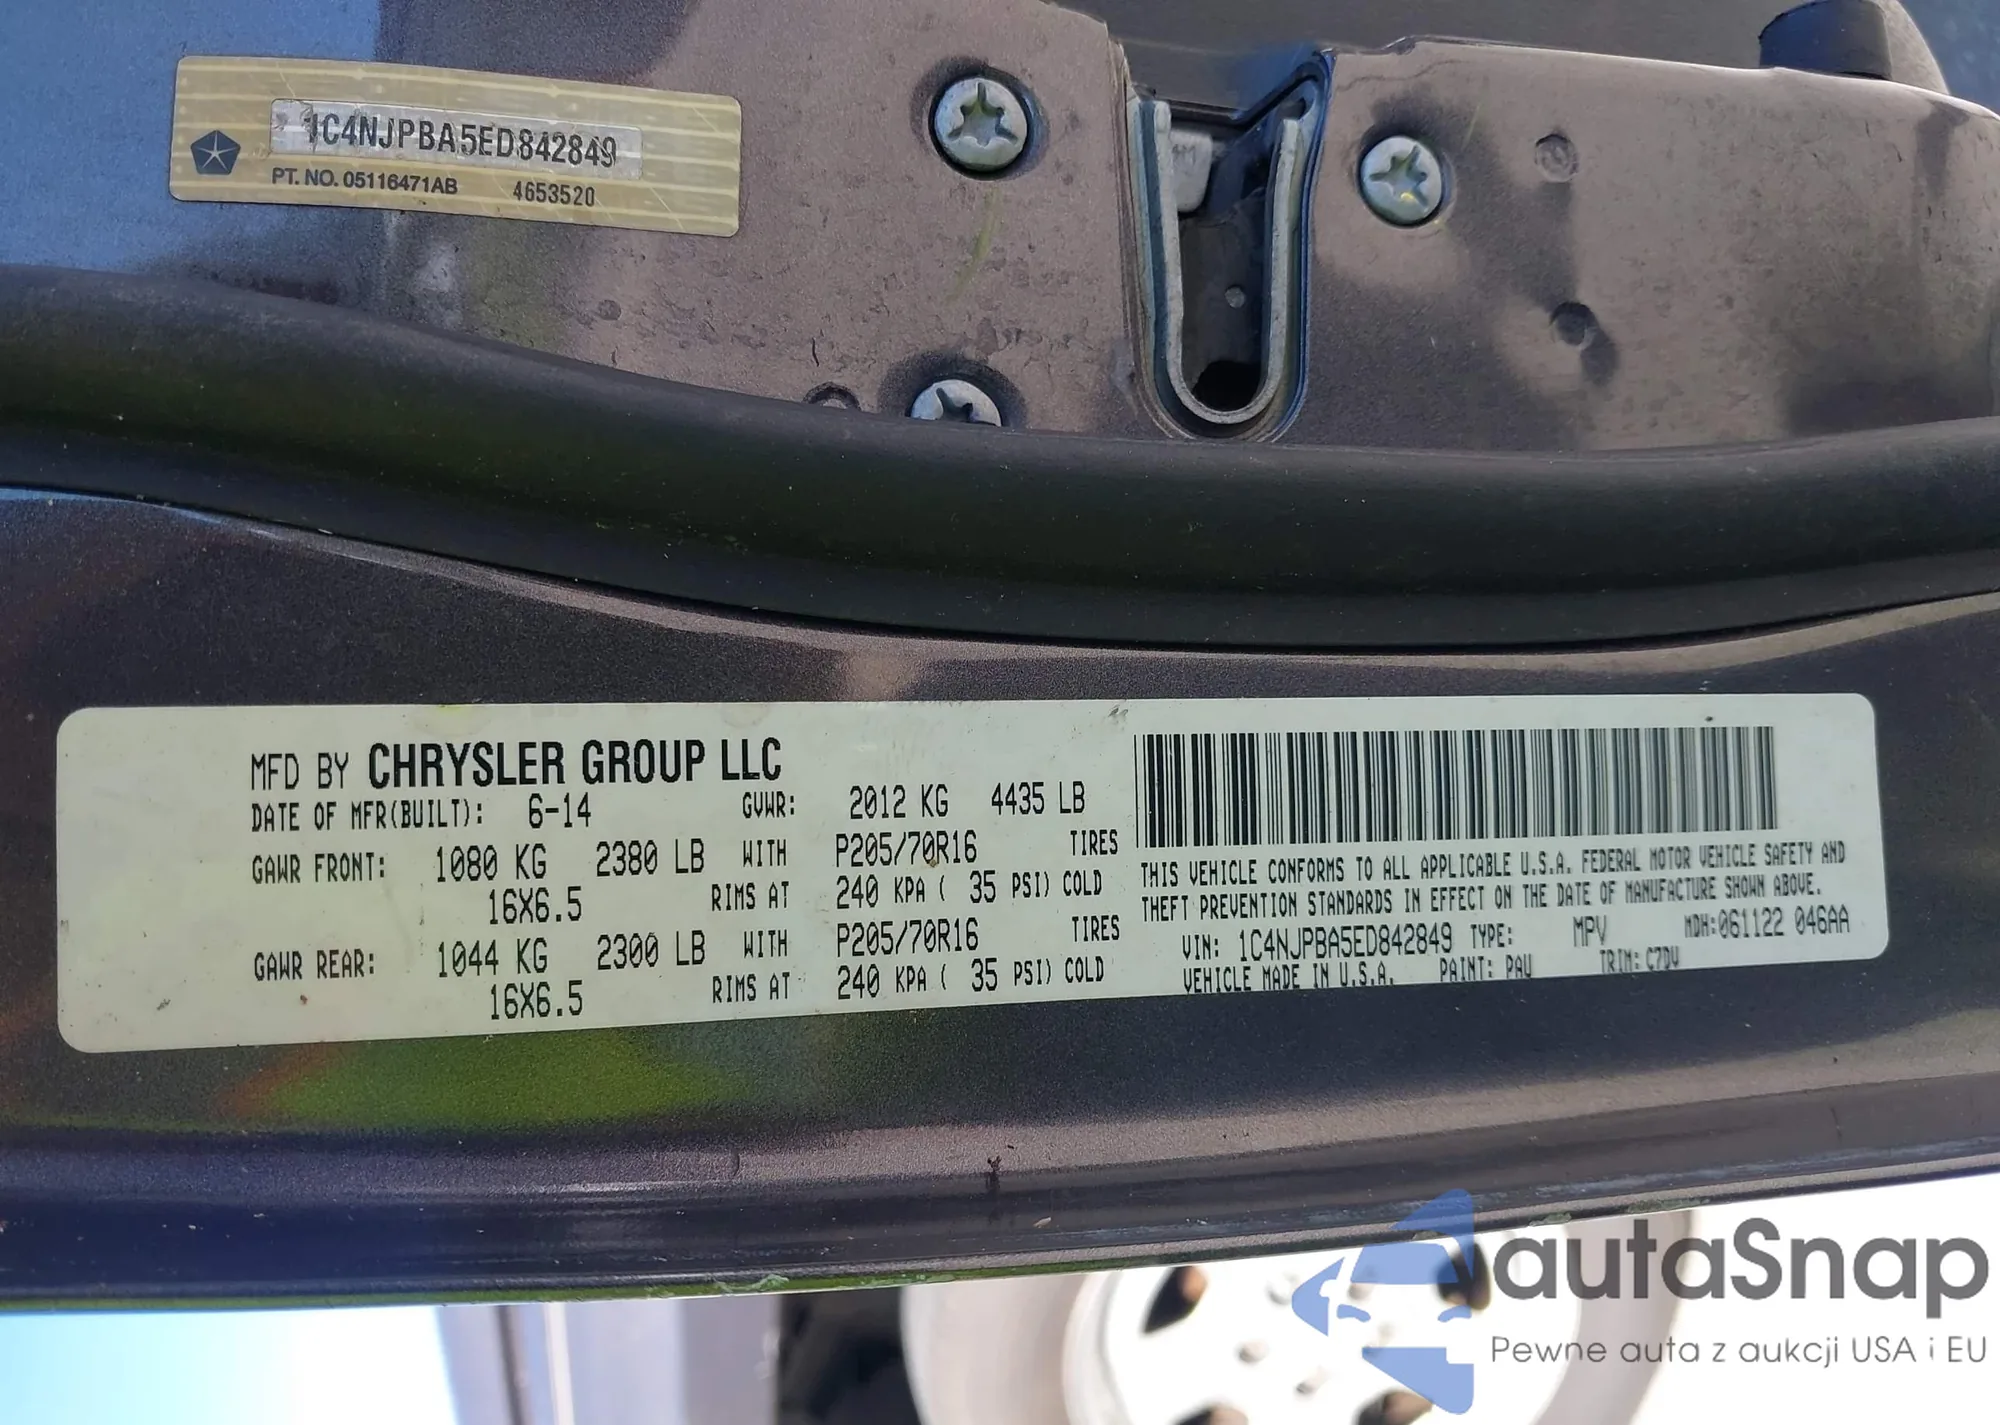 1C4NJPBA5ED842849
PT. NO. 05116471AB 4653520
MFD BY CHRYSLER GROUP LLC
DATE OF MFR(BUILT): 6-14 GVWR: 2012 KG 4435 LB
GAWR FRONT: 1080 KG 2380 LB WITH P205/70R16 TIRES
16X6.5 RIMS AT 240 KPA ( 35 PSI) COLD
GAWR REAR: 1044 KG 2300 LB WITH P205/70R16 TIRES
16X6.5 RIMS AT 240 KPA ( 35 PSI) COLD
THIS VEHICLE CONFORMS TO ALL APPLICABLE U.S.A. FEDERAL MOTOR VEHICLE SAFETY AND
THEFT PREVENTION STANDARDS IN EFFECT ON THE DATE OF MANUFACTURE SHOWN ABOVE.
VIN: 1C4NJPBA5ED842849 TYPE: MPV MDH:061122 046AA
VEHICLE MADE IN U.S.A. PAINT: PAU TRIM: C7DV
autaSnap
Pewne auta z aukcji USA i EU